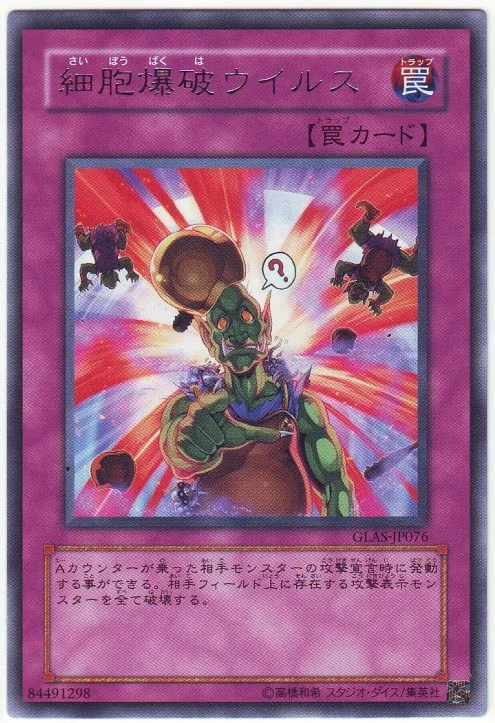 さいぼうばくは
細胞爆破ウイルス
トラップ
罠
トラップ
【罠カード】
?
GLAS-JP076
Aカウンターが乗った相手モンスターの攻撃宣言時に発動
する事ができる。相手フィールド上に存在する攻撃表示モン
スターを全て破壊する。
84491298
©高橋和希 スタジオ・ダイス/集英社